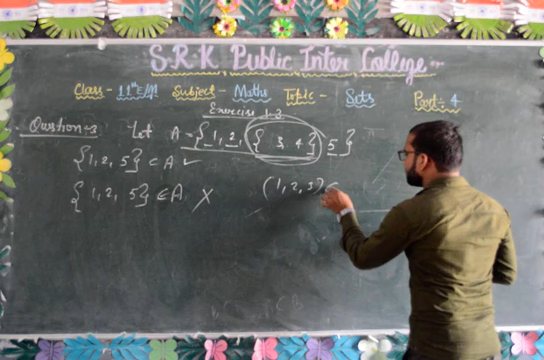 S.R.K Public Inter College
Class - 11th E/M Subject - Maths Topic - Sets Part - 4
Exercise 1.3
Qushion-3 let A = { 1, 2, { 3, 4 } 5 }
{1, 2, 5} ⊂ A ✓
{ 1, 2, 5} ∈ A X (1, 2, 3)